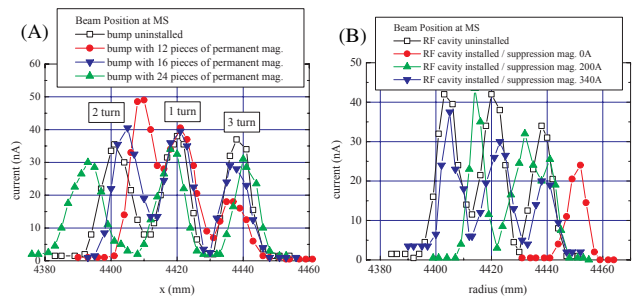 (A)
Beam Position at MS
bump uninstalled
bump with 12 pieces of permanent mag.
bump with 16 pieces of permanent mag.
bump with 24 pieces of permanent mag.
2 turn
1 turn
3 turn
60
50
40
30
20
10
0
current (nA)
4380
4400
4420
4440
4460
x (mm)
(B)
Beam Position at MS
RF cavity uninstalled
RF cavity installed / suppression mag. 0A
RF cavity installed / suppression mag. 200A
RF cavity installed / suppression mag. 340A
50
40
30
20
10
0
current (nA)
4380
4400
4420
4440
4460
radius (mm)